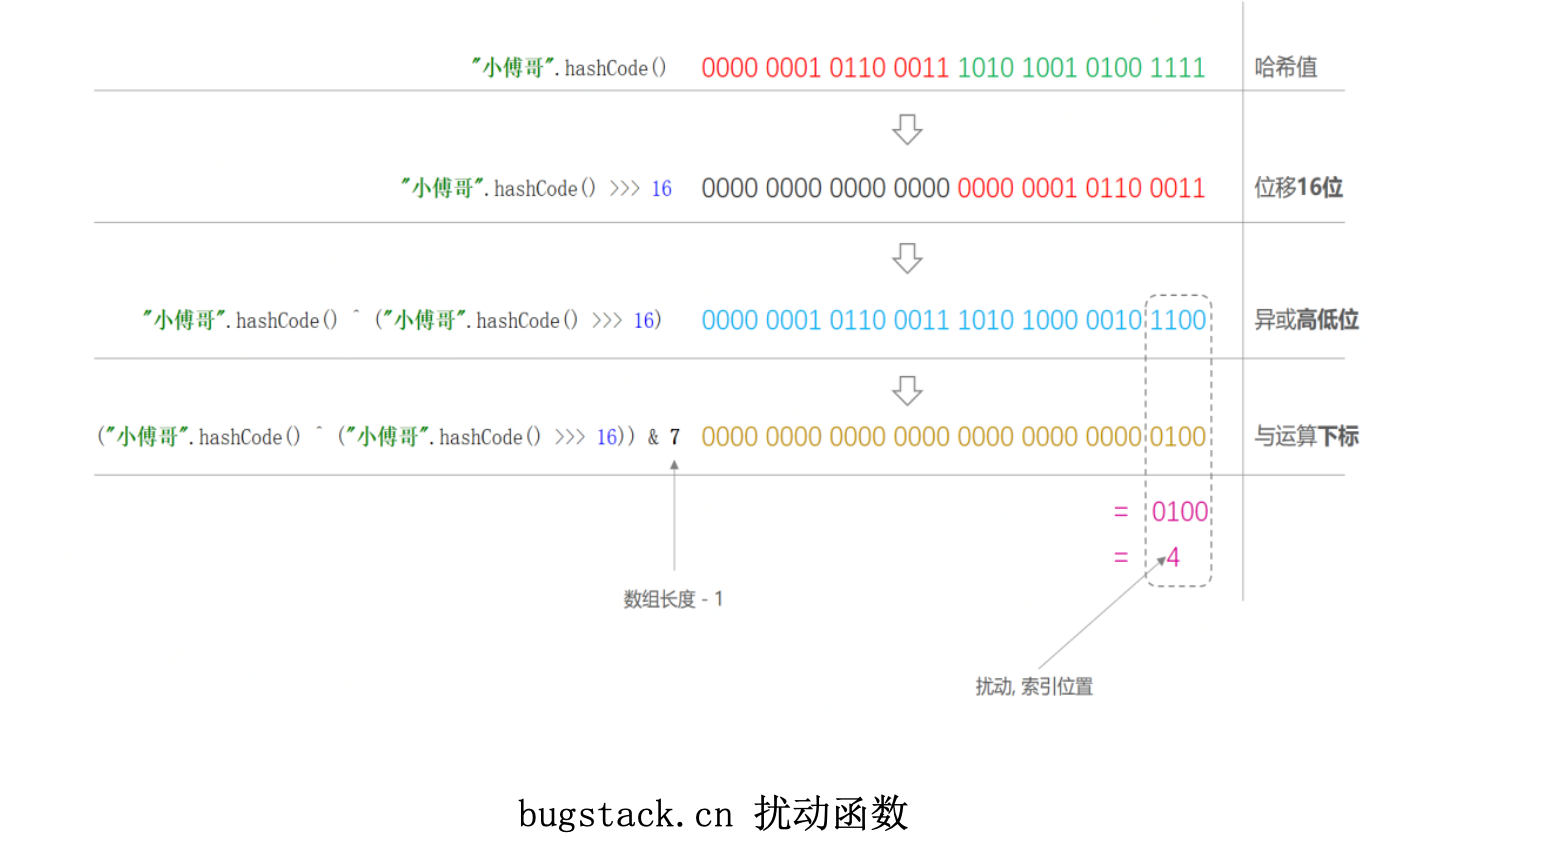 "小傅哥".hashCode() 0000 0001 0110 0011 1010 1001 0100 1111 哈希值
"小傅哥".hashCode() >>> 16 0000 0000 0000 0000 0000 0001 0110 0011 位移16位
"小傅哥".hashCode() ^ ("小傅哥".hashCode() >>> 16) 0000 0001 0110 0011 1010 1000 0010 1100 异或高低位
("小傅哥".hashCode() ^ ("小傅哥".hashCode() >>> 16)) & 7 0000 0000 0000 0000 0000 0000 0000 0100 与运算下标
= 0100
= 4
数组长度 - 1
扰动, 索引位置
bugstack.cn 扰动函数